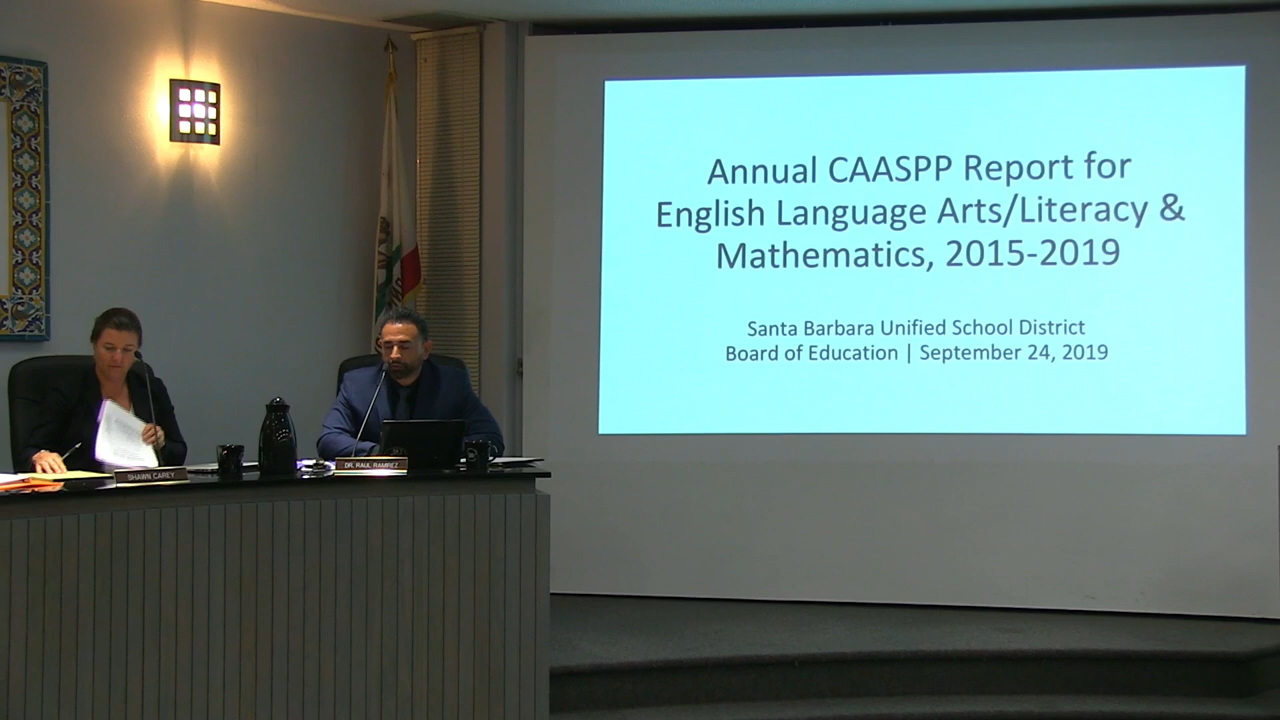 Annual CAASPP Report for
English Language Arts/Literacy &
Mathematics, 2015-2019
Santa Barbara Unified School District
Board of Education | September 24, 2019
SHAWN CAREY
DR. RAUL RAMIREZ